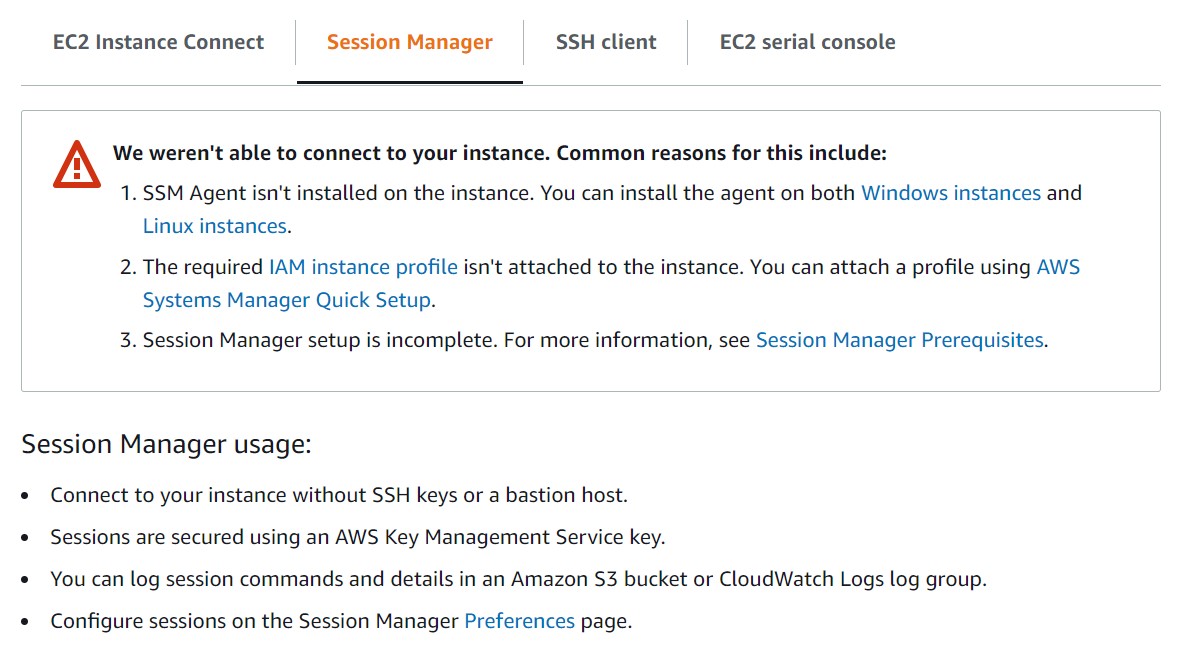 EC2 Instance Connect
Session Manager
SSH client
EC2 serial console
We weren't able to connect to your instance. Common reasons for this include:
1. SSM Agent isn't installed on the instance. You can install the agent on both Windows instances and
Linux instances.
2. The required IAM instance profile isn't attached to the instance. You can attach a profile using AWS
Systems Manager Quick Setup.
3. Session Manager setup is incomplete. For more information, see Session Manager Prerequisites.
Session Manager usage:
• Connect to your instance without SSH keys or a bastion host.
• Sessions are secured using an AWS Key Management Service key.
• You can log session commands and details in an Amazon S3 bucket or CloudWatch Logs log group.
• Configure sessions on the Session Manager Preferences page.